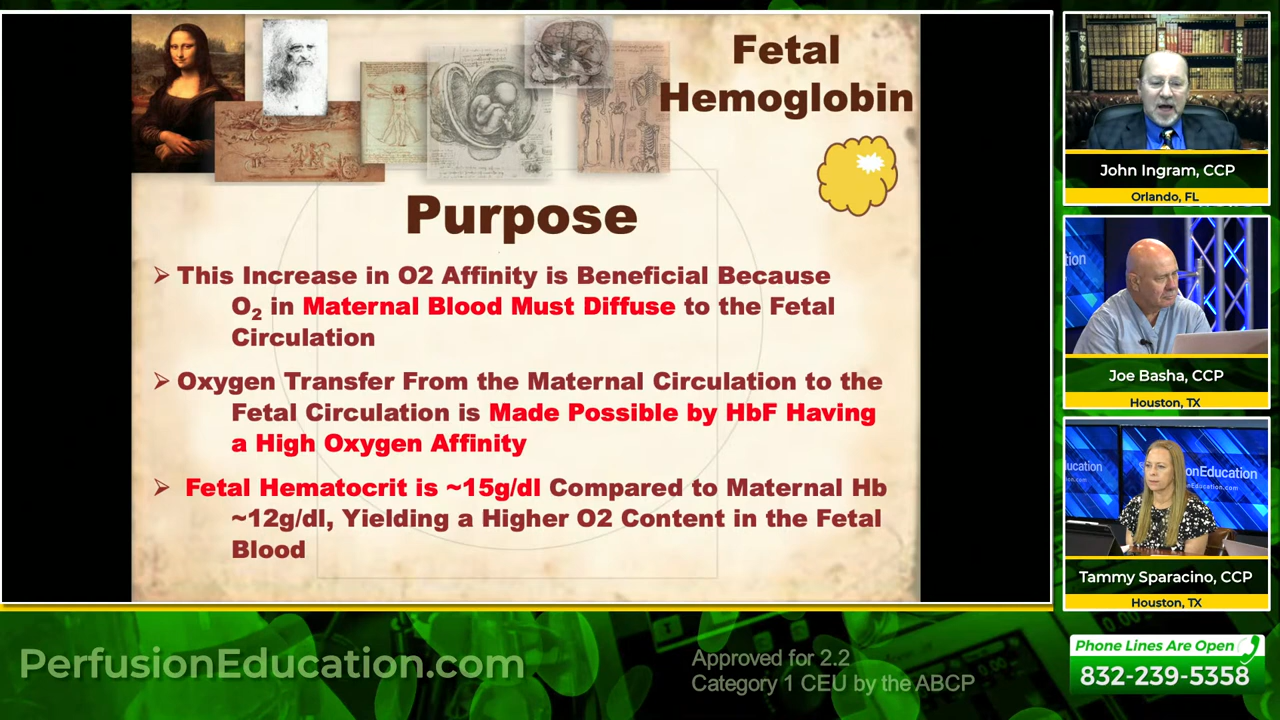 Fetal
Hemoglobin
Purpose
➢ This Increase in O2 Affinity is Beneficial Because
O₂ in Maternal Blood Must Diffuse to the Fetal
Circulation
➢ Oxygen Transfer From the Maternal Circulation to the
Fetal Circulation is Made Possible by HbF Having
a High Oxygen Affinity
➢ Fetal Hematocrit is ~15g/dl Compared to Maternal Hb
~12g/dl, Yielding a Higher O2 Content in the Fetal
Blood
John Ingram, CCP
Orlando, FL
Joe Basha, CCP
Houston, TX
ucation
onEducation
Education.com
Tammy Sparacino, CCP
Houston, TX
PerfusionEducation.com
Approved for 2.2
Category 1 CEU by the ABCP
Phone Lines Are Open
832-239-5358